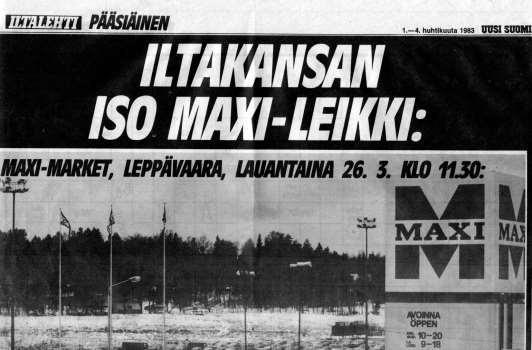 ILTALEHTI PÄÄSIÄINEN
1.—4. huhtikuuta 1983 UUSI SUOMI
ILTAKANSAN
ISO MAXI-LEIKKI:
MAXI-MARKET, LEPPÄVAARA, LAUANTAINA 26. 3. KLO 11.30:
M
MAXI
M
MAXI
AVOINNA
ÖPPEN
10-20
9-18